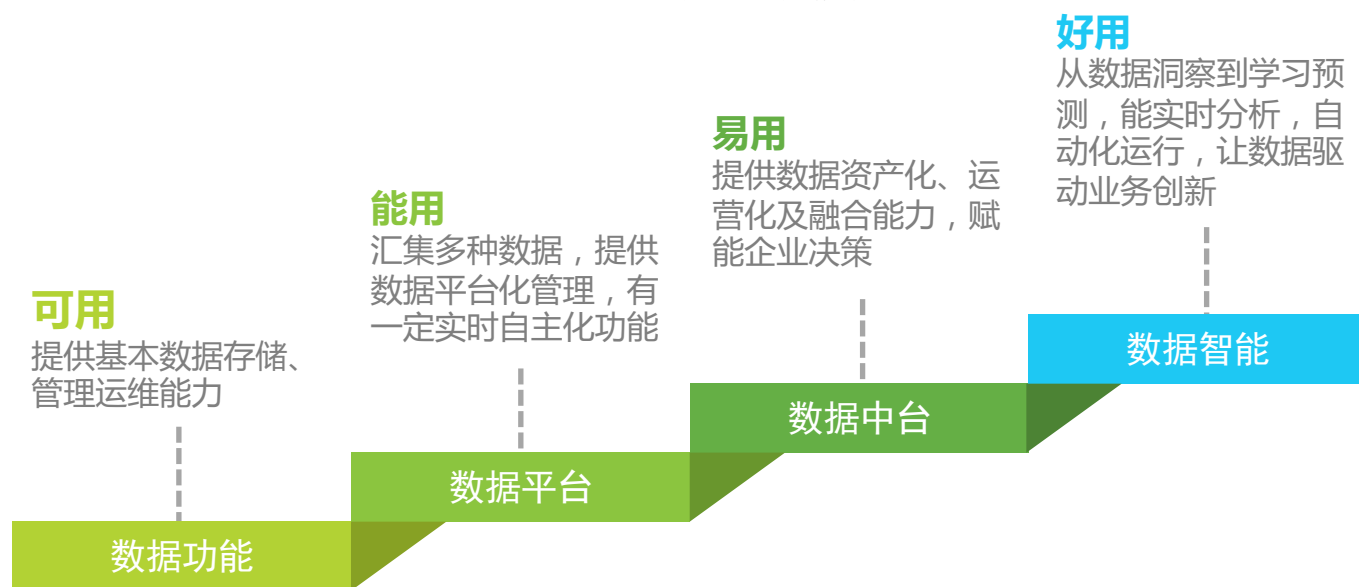 可用
提供基本数据存储、
管理运维能力
数据功能
能用
汇集多种数据，提供
数据平台化管理，有
一定实时自主化功能
数据平台
易用
提供数据资产化、运
营化及融合能力，赋
能企业决策
数据中台
好用
从数据洞察到学习预
测，能实时分析，自
动化运行，让数据驱
动业务创新
数据智能